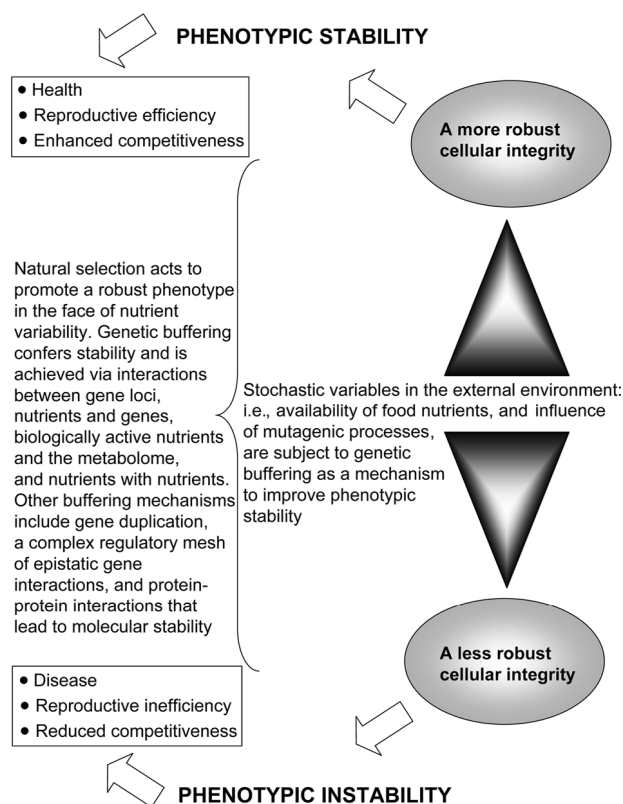 PHENOTYPIC STABILITY
● Health
● Reproductive efficiency
● Enhanced competitiveness
A more robust
cellular integrity
Natural selection acts to
promote a robust phenotype
in the face of nutrient
variability. Genetic buffering
confers stability and is
achieved via interactions
between gene loci,
nutrients and genes,
biologically active nutrients
and the metabolome,
and nutrients with nutrients.
Other buffering mechanisms
include gene duplication,
a complex regulatory mesh
of epistatic gene
interactions, and protein-
protein interactions that
lead to molecular stability
Stochastic variables in the external environment:
i.e., availability of food nutrients, and influence
of mutagenic processes,
are subject to genetic
buffering as a mechanism
to improve phenotypic
stability
A less robust
cellular integrity
● Disease
● Reproductive inefficiency
● Reduced competitiveness
PHENOTYPIC INSTABILITY